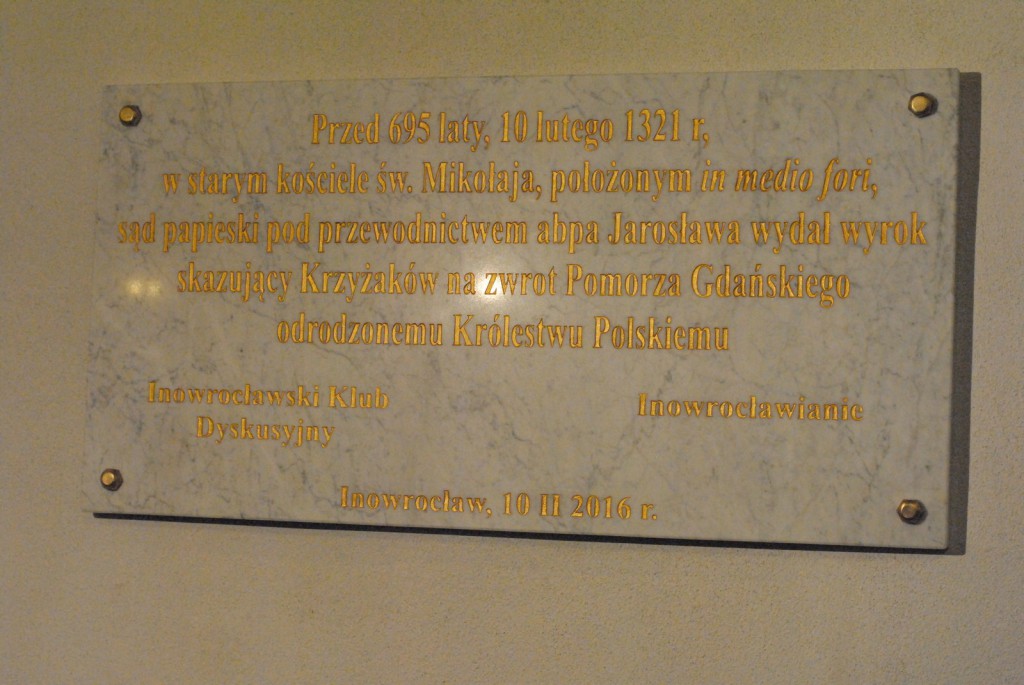 Przed 695 laty, 10 lutego 1321 r,
w starym kościele św. Mikołaja, położonym in medio fori,
sąd papieski pod przewodnictwem abpa Jarosława wydał wyrok
skazujący Krzyżaków na zwrot Pomorza Gdańskiego
odrodzonemu Królestwu Polskiemu
Inowrocławski Klub
Dyskusyjny
Inowrocławianie
Inowrocław, 10 II 2016 r.